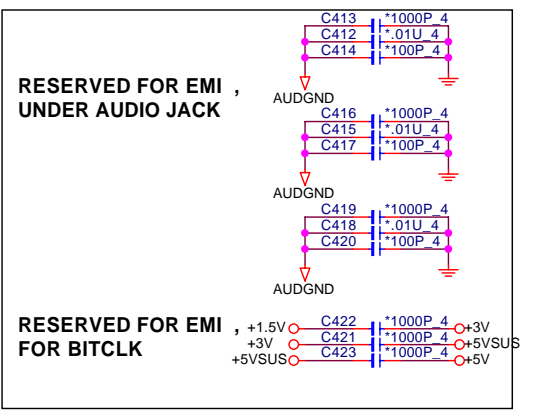 C413 *1000P_4
C412 *.01U_4
C414 *100P_4
RESERVED FOR EMI ,
UNDER AUDIO JACK
AUDGND
C416 *1000P_4
C415 *.01U_4
C417 *100P_4
AUDGND
C419 *1000P_4
C418 *.01U_4
C420 *100P_4
AUDGND
RESERVED FOR EMI ,
FOR BITCLK
+1.5V C422 *1000P_4 +3V
+3V C421 *1000P_4 +5VSUS
+5VSUS C423 *1000P_4 +5V